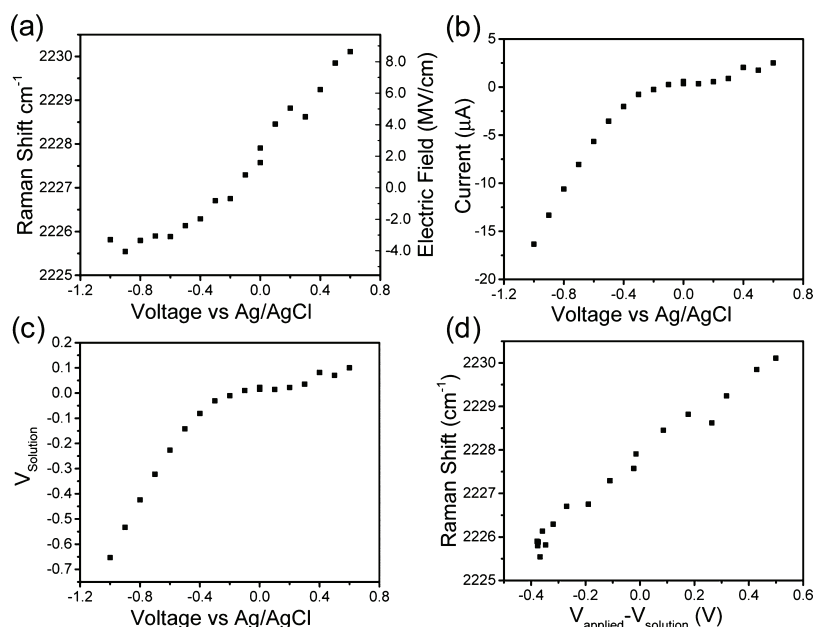 (a)
2230
2229
2228
2227
2226
2225
Raman Shift cm⁻¹
8.0
6.0
4.0
2.0
0.0
-2.0
-4.0
Electric Field (MV/cm)
-1.2 -0.8 -0.4 0.0 0.4 0.8
Voltage vs Ag/AgCl
(b)
5
0
-5
-10
-15
-20
Current (μA)
-1.2 -0.8 -0.4 0.0 0.4 0.8
Voltage vs Ag/AgCl
(c)
0.2
0.1
0.0
-0.1
-0.2
-0.3
-0.4
-0.5
-0.6
-0.7
V_Solution
-1.2 -0.8 -0.4 0.0 0.4 0.8
Voltage vs Ag/AgCl
(d)
2230
2229
2228
2227
2226
2225
Raman Shift (cm⁻¹)
-0.4 -0.2 0.0 0.2 0.4 0.6
V_applied-V_solution (V)